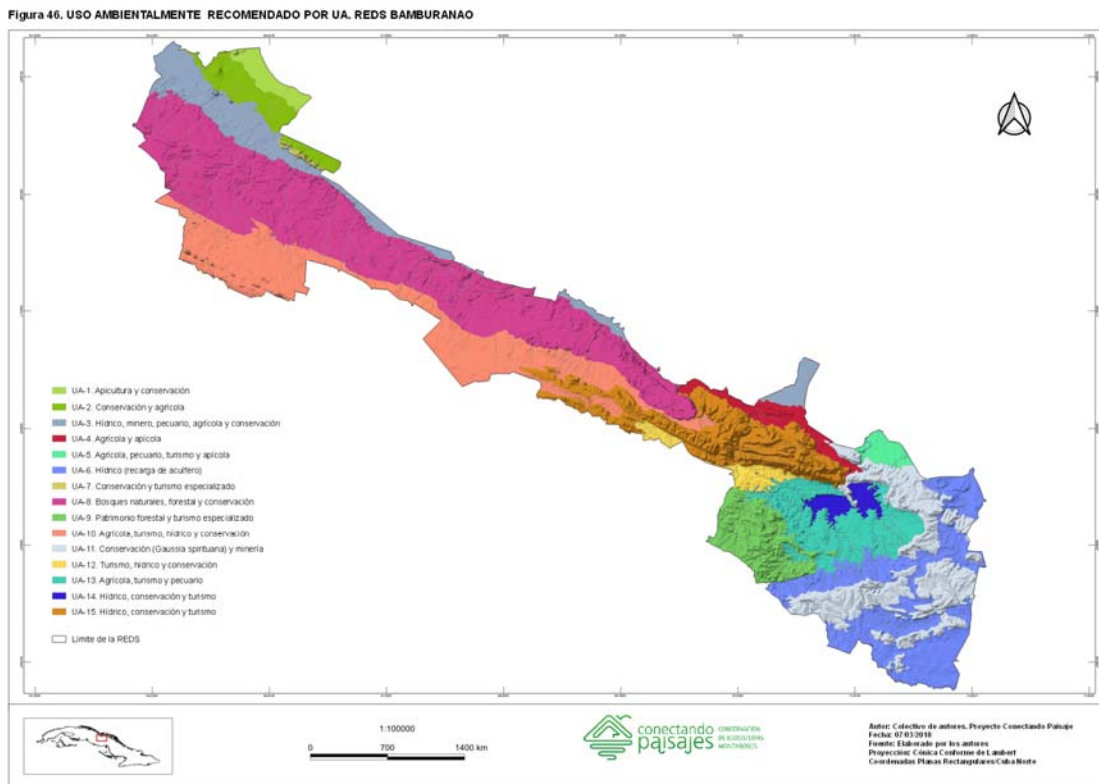 Figura 46. USO AMBIENTALMENTE RECOMENDADO POR UA. REDS BAMBURANAO
UA-1. Apicultura y conservación
UA-2. Conservación y agrícola
UA-3. Hídrico, minero, pecuario, agrícola y conservación
UA-4. Agrícola y apícola
UA-5. Agrícola, pecuario, turismo y apícola
UA-6. Hídrico (recarga de acuífero)
UA-7. Conservación y turismo especializado
UA-8. Bosques naturales, forestal y conservación
UA-9. Patrimonio forestal y turismo especializado
UA-10. Agrícola, turismo, hídrico y conservación
UA-11. Conservación (Gaussia spirituana) y minería
UA-12. Turismo, hídrico y conservación
UA-13. Agrícola, turismo y pecuario
UA-14. Hídrico, conservación y turismo
UA-15. Hídrico, conservación y turismo
Límite de la REDS
1:100000
0 700 1400 km
conectando paisajes
CONSERVACIÓN
DE ECOSISTEMAS
MONTAÑOSOS
Autor: Colectivo de autores. Proyecto Conectando Paisaje
Fecha: 07/03/2018
Fuente: Elaborado por los autores
Proyección: Cónica Conforme de Lambert
Coordenadas Planas Rectangulares/Cuba Norte